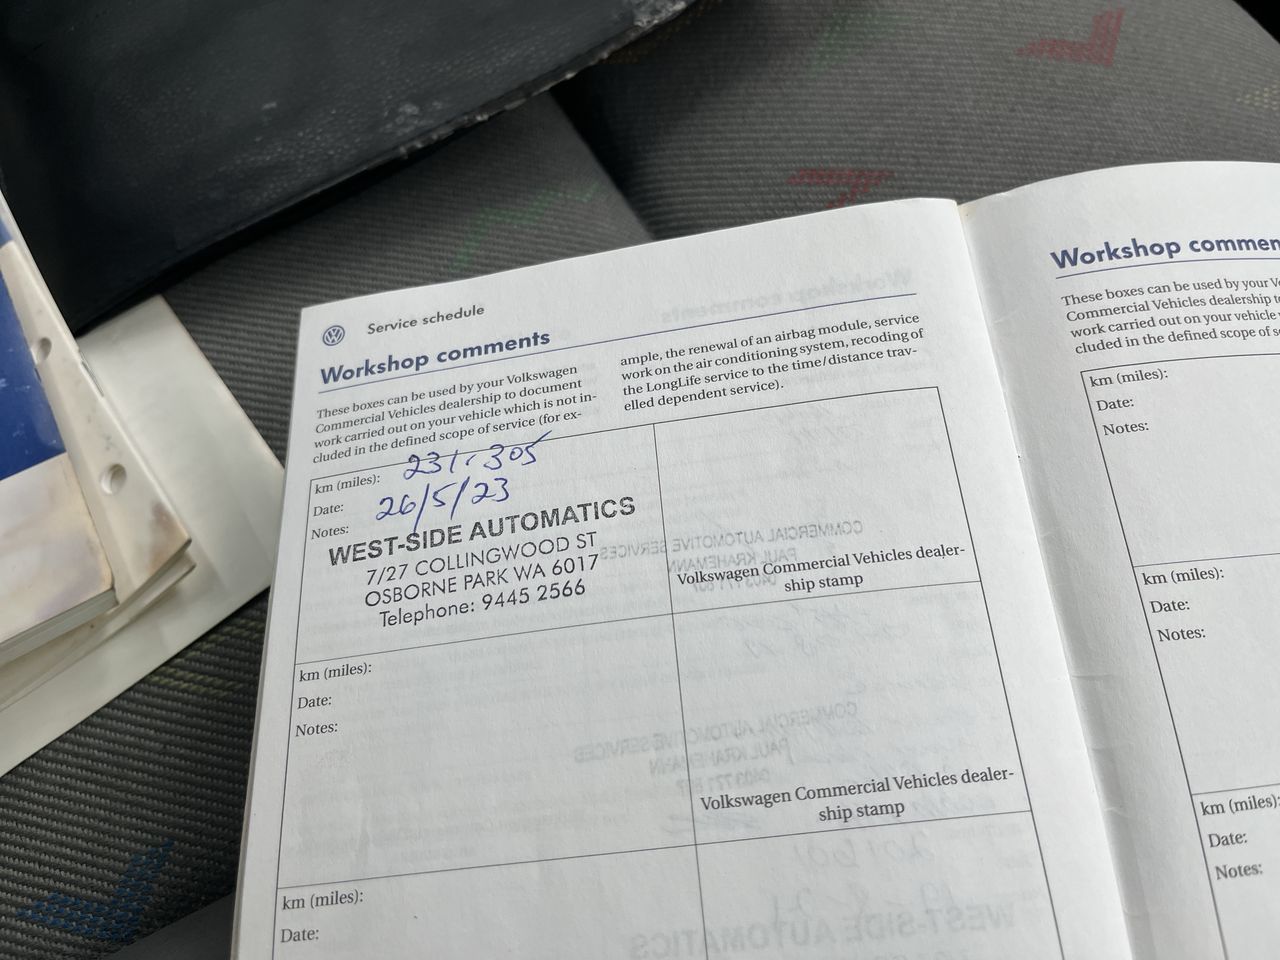 Service schedule
Workshop comments
These boxes can be used by your Volkswagen
Commercial Vehicles dealership to document
work carried out on your vehicle which is not in-
cluded in the defined scope of service (for ex-
ample, the renewal of an airbag module, service
work on the air conditioning system, recoding of
the LongLife service to the time/distance trav-
elled dependent service).
km (miles): 231,305
Date: 26/5/23
Notes:
WEST-SIDE AUTOMATICS
7/27 COLLINGWOOD ST
OSBORNE PARK WA 6017
Telephone: 9445 2566
Volkswagen Commercial Vehicles dealer-
ship stamp
km (miles):
Date:
Notes:
Volkswagen Commercial Vehicles dealer-
ship stamp
km (miles):
Date:
Workshop commen
These boxes can be used by your V
Commercial Vehicles dealership t
work carried out on your vehicle
cluded in the defined scope of s
km (miles):
Date:
Notes:
km (miles):
Date:
Notes:
km (miles):
Date:
Notes: